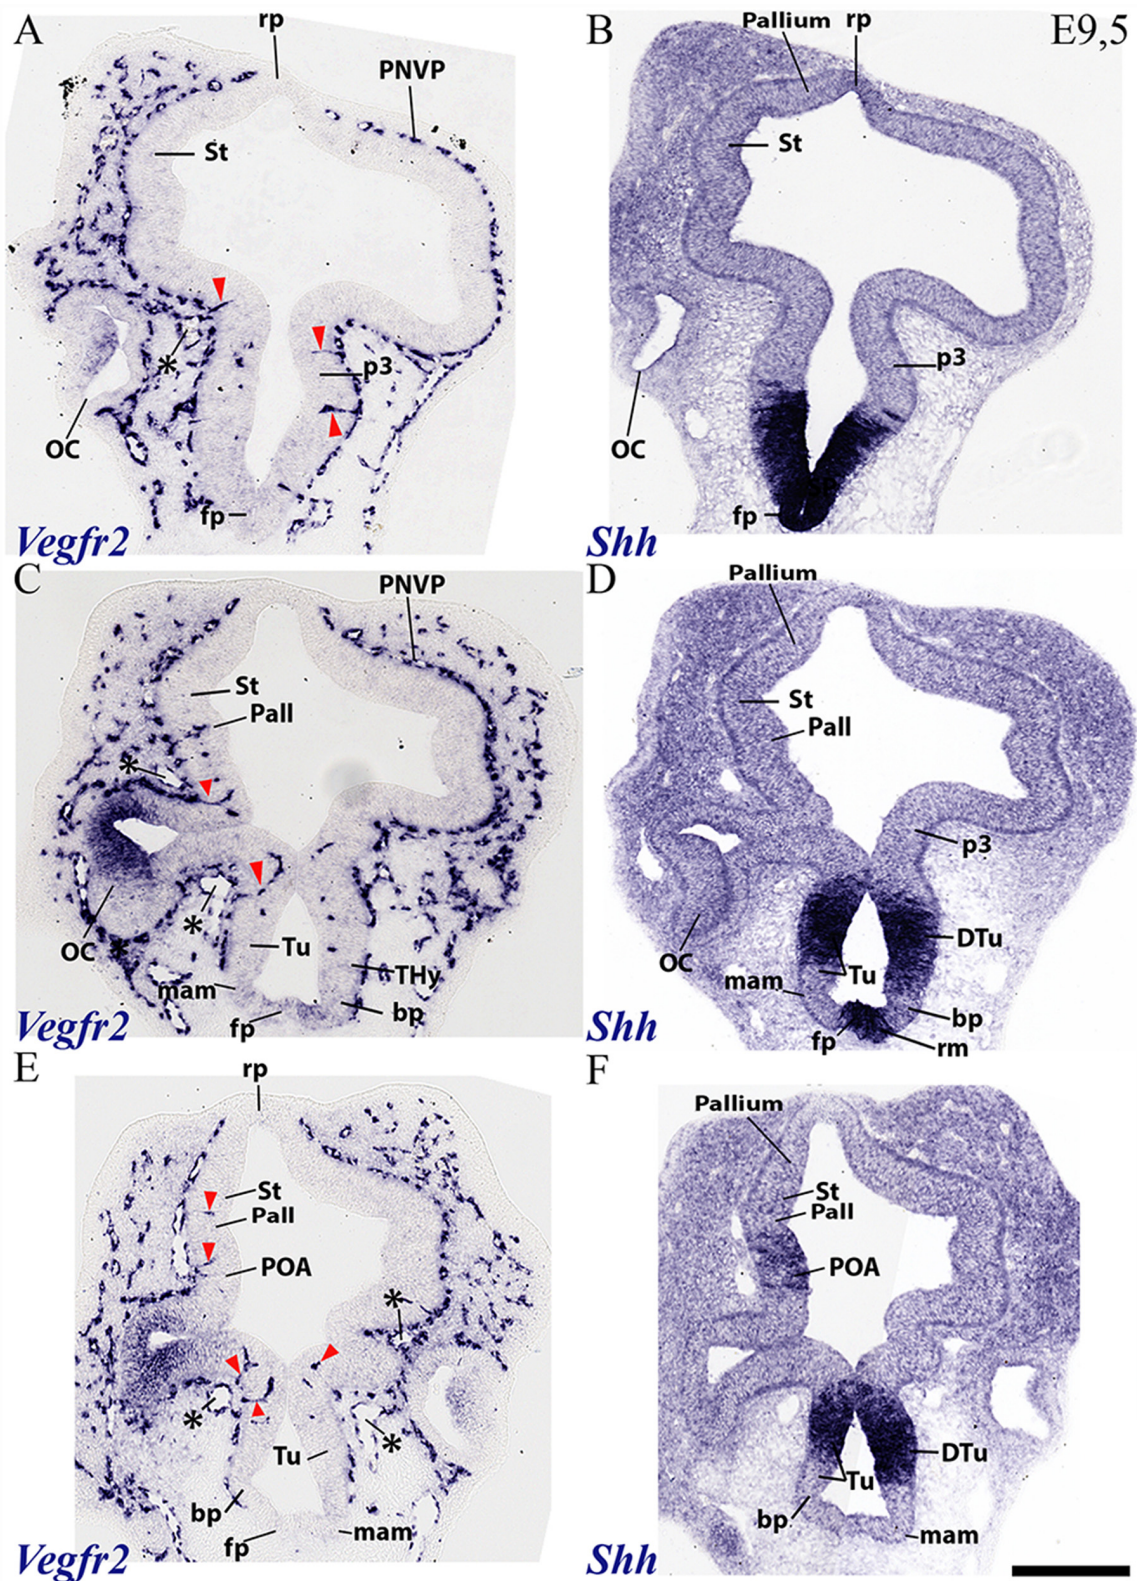 A
rp
PNVP
St
*
p3
OC
fp
Vegfr2
B
Pallium
rp
E9,5
St
p3
OC
fp
Shh
C
PNVP
St
Pall
*
*
OC
*
Tu
THy
mam
bp
fp
Vegfr2
D
Pallium
St
Pall
p3
OC
DTu
Tu
mam
bp
fp
rm
Shh
E
rp
St
Pall
POA
*
*
*
Tu
bp
fp
mam
Vegfr2
F
Pallium
St
Pall
POA
DTu
Tu
bp
mam
Shh